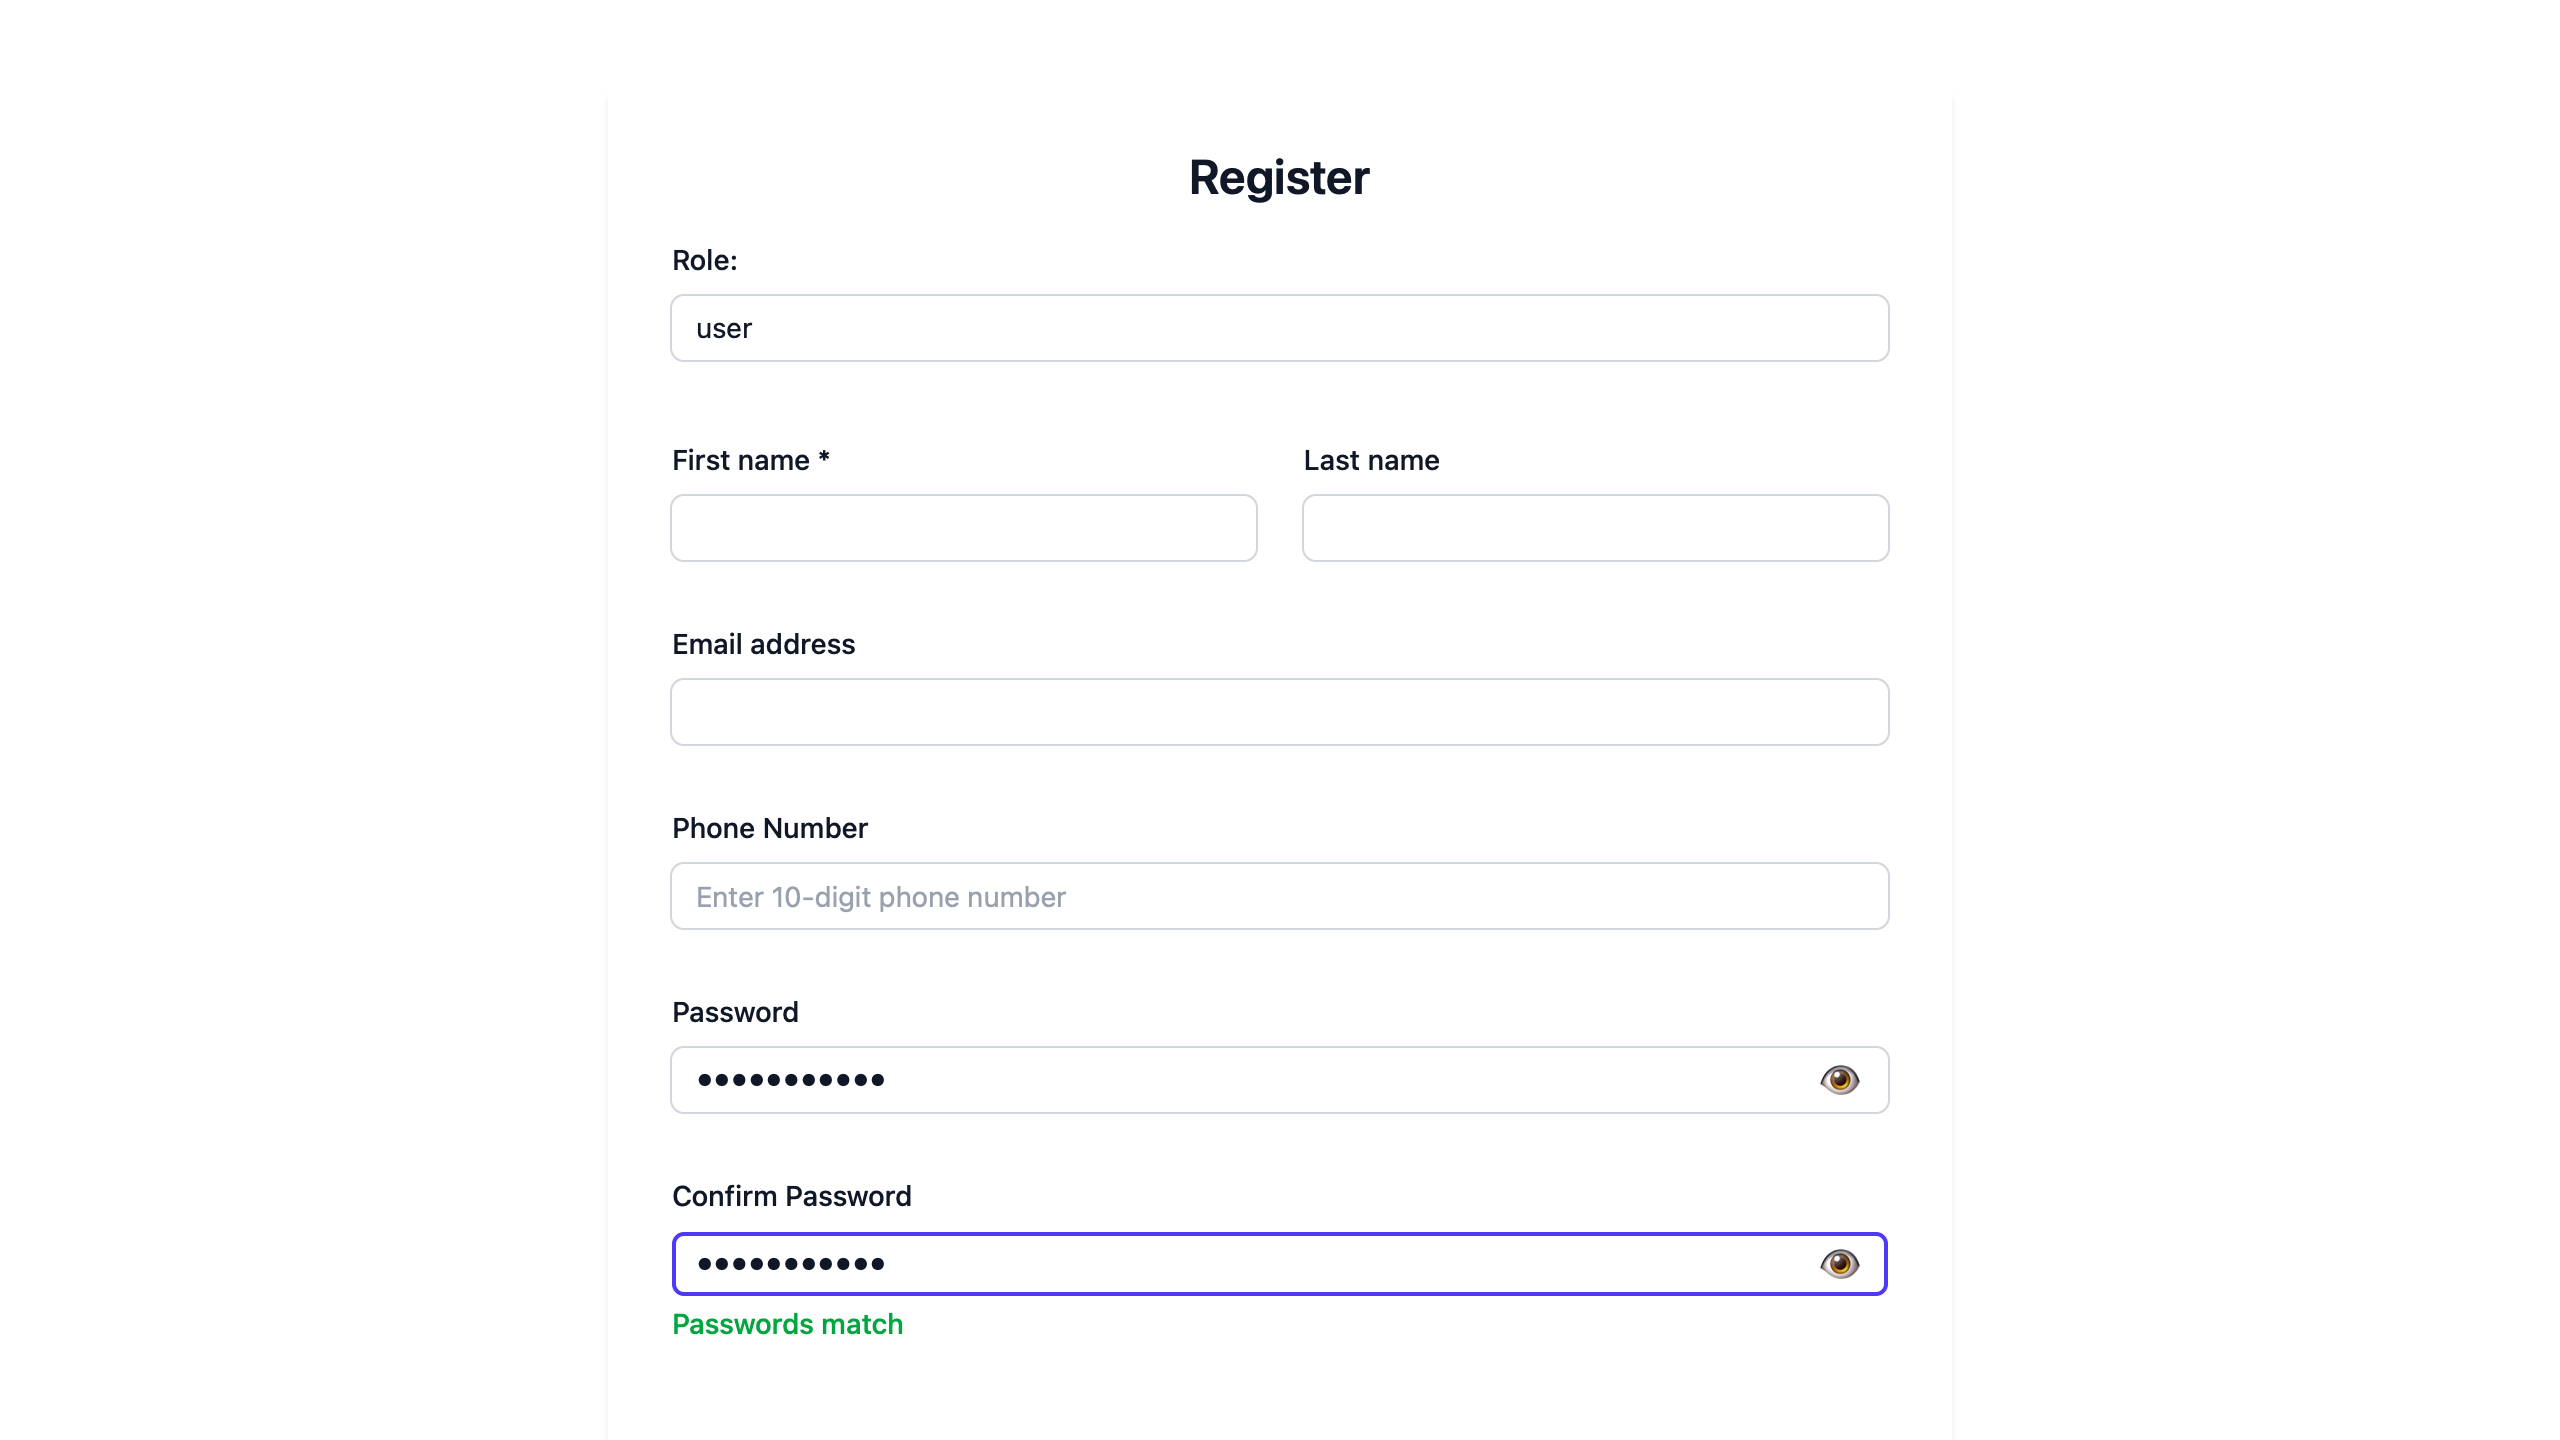 Register
Role:
user
First name *
Last name
Email address
Phone Number
Enter 10-digit phone number
Password
•••••••••••
Confirm Password
•••••••••••
Passwords match